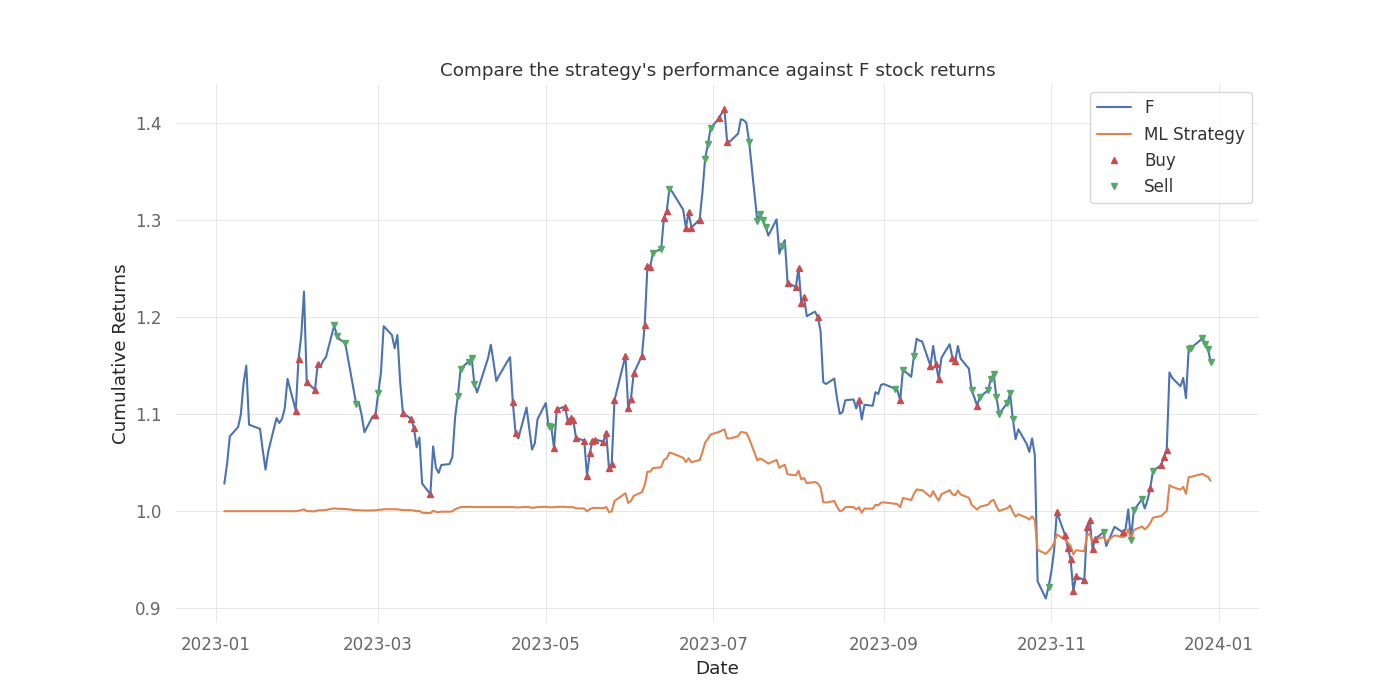 Compare the strategy's performance against F stock returns
F
ML Strategy
Buy
Sell
Cumulative Returns
1.4
1.3
1.2
1.1
1.0
0.9
2023-01
2023-03
2023-05
2023-07
2023-09
2023-11
2024-01
Date